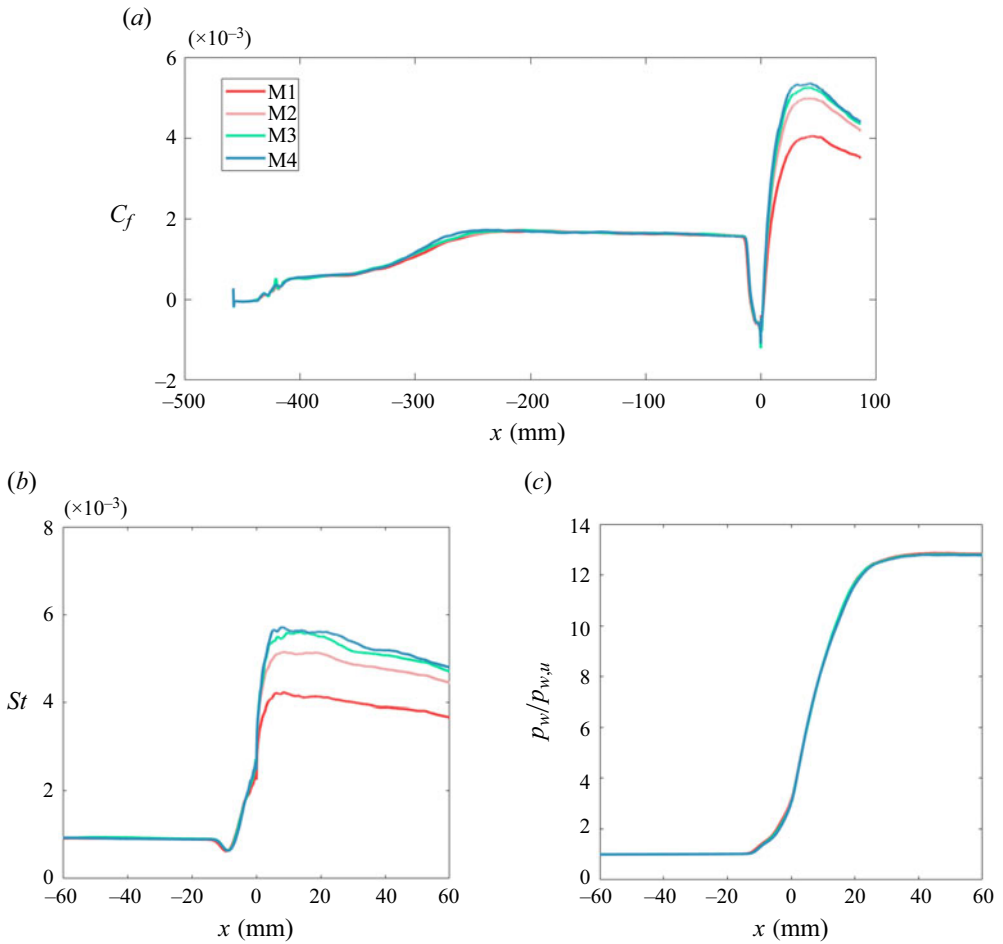 (a)
(×10⁻³)
6
4
2
0
–2
C_f
M1
M2
M3
M4
–500 –400 –300 –200 –100 0 100
x (mm)
(b)
(×10⁻³)
8
6
4
2
0
St
–60 –40 –20 0 20 40 60
x (mm)
(c)
14
12
10
8
6
4
2
0
p_w/p_{w,u}
–60 –40 –20 0 20 40 60
x (mm)